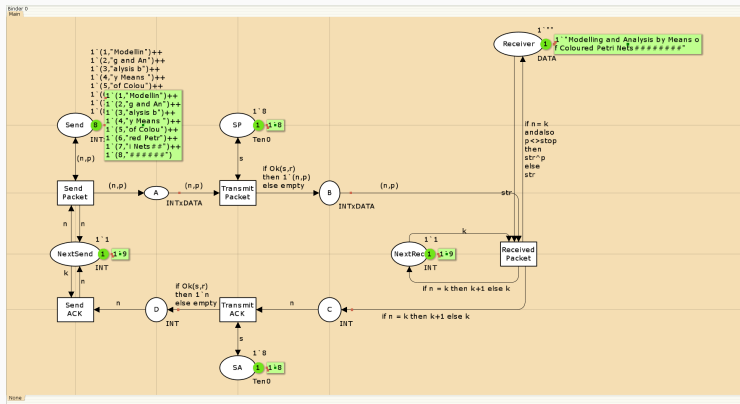 Binder 0
Main
1`(1,"Modellin")++
1`(2,"g and An")++
1`(3,"alysis b")++
1`(4,"y Means ")++
1`(5,"of Colou")++
1`(1,"Modellin")++
1`(2,"g and An")++
1`(3,"alysis b")++
1`(4,"y Means ")++
1`(5,"of Colou")++
1`(6,"red Petr")++
1`(7,"i Nets##")++
1`(8,"######")
Send
8
INT
1`8
SP
1
1`8
Ten0
1`""
Receiver
1
1`"Modelling and Analysis by Means o
f Coloured Petri Nets########"
DATA
(n,p)
s
if Ok(s,r)
then 1`(n,p)
else empty
if n=k
andalso
p<>stop
then
str^p
else
str
Send
Packet
(n,p)
A
(n,p)
INTxDATA
Transmit
Packet
B
INTxDATA
(n,p)
str
n
n
1`1
NextSend
1
1`9
INT
k
n
k
1`1
NextRec
1
1`9
INT
Received
Packet
if n = k then k+1 else k
if Ok(s,r)
then 1`n
else empty
Send
ACK
n
D
INT
Transmit
ACK
n
C
INT
if n = k then k+1 else k
s
1`8
SA
1
1`8
Ten0
None